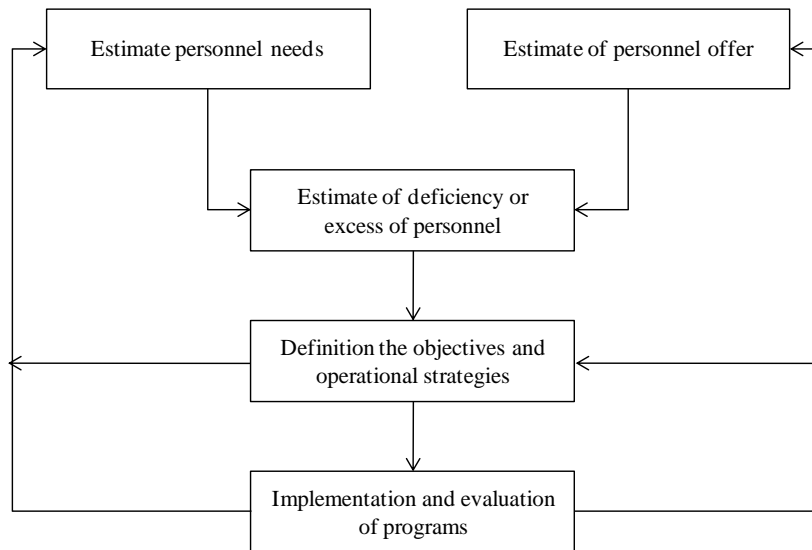 Estimate personnel needs
Estimate of personnel offer
Estimate of deficiency or
excess of personnel
Definition the objectives and
operational strategies
Implementation and evaluation
of programs